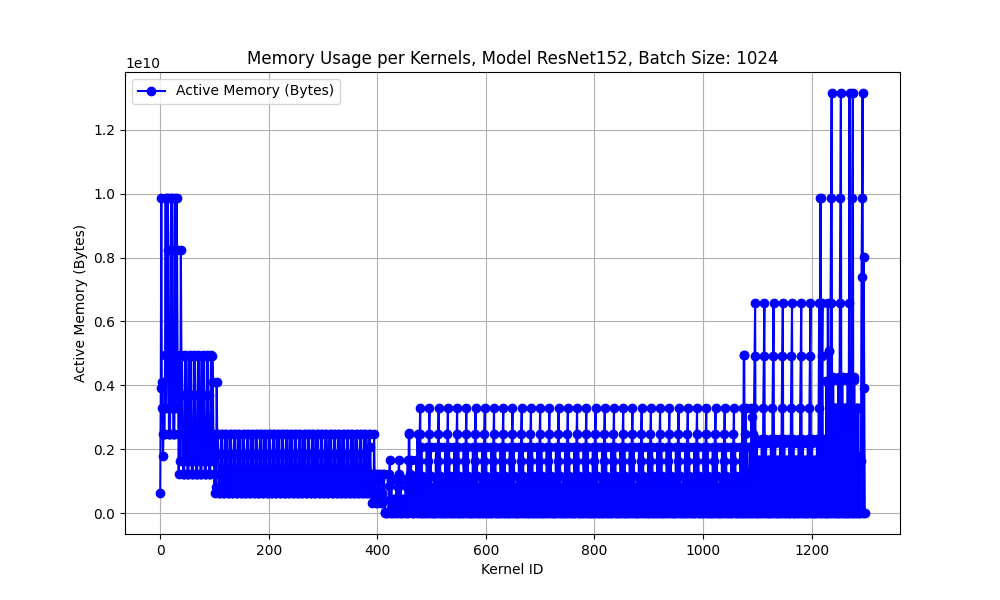 Memory Usage per Kernels, Model ResNet152, Batch Size: 1024
1e10
Active Memory (Bytes)
1.2
1.0
0.8
0.6
0.4
0.2
0.0
Active Memory (Bytes)
0 200 400 600 800 1000 1200
Kernel ID